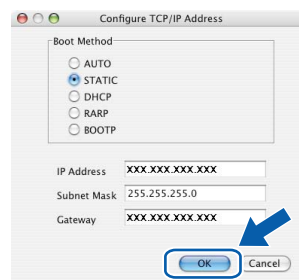 Configure TCP/IP Address
Boot Method
AUTO
STATIC
DHCP
RARP
BOOTP
IP Address XXX.XXX.XXX.XXX
Subnet Mask 255.255.255.0
Gateway XXX.XXX.XXX.XXX
OK Cancel